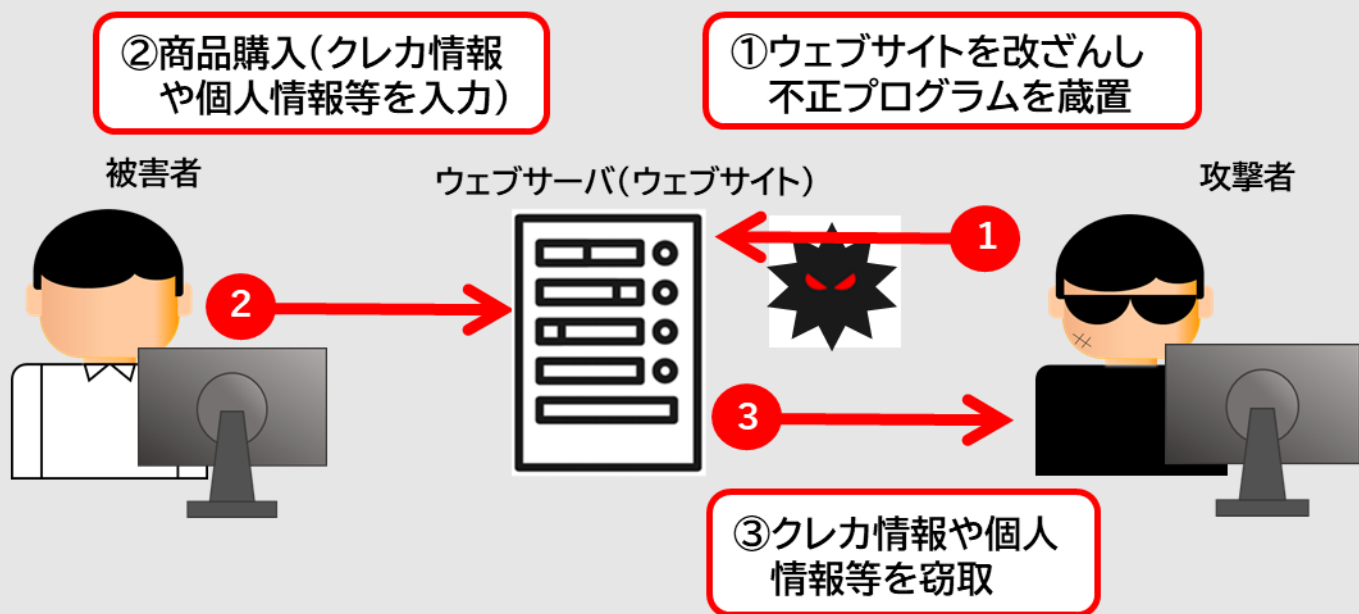 ②商品購入(クレカ情報
や個人情報等を入力)
①ウェブサイトを改ざんし
不正プログラムを蔵置
被害者
ウェブサーバ(ウェブサイト)
攻撃者
1
2
3
③クレカ情報や個人
情報等を窃取